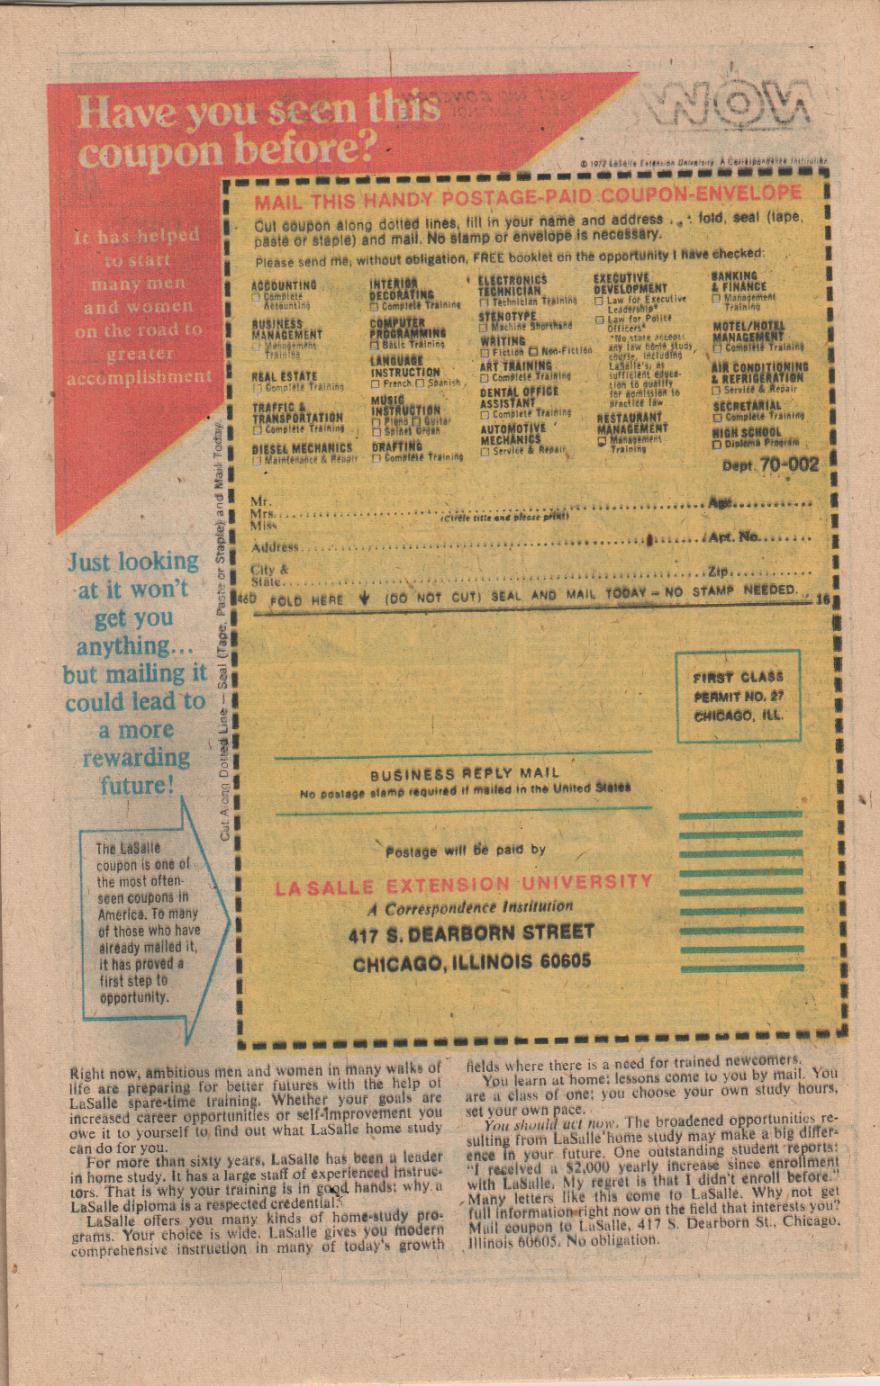 Have you seen this
coupon before?
© 1977 LaSalle Extension University A Correspondence Institution
It has helped
to start
many men
and women
on the road to
greater
accomplishment
MAIL THIS HANDY POSTAGE-PAID COUPON-ENVELOPE
Cut coupon along dotted lines, fill in your name and address . . . fold, seal (tape,
paste or staple) and mail. No stamp or envelope is necessary.
Please send me, without obligation, FREE booklet on the opportunity I have checked:
ACCOUNTING
☐ Complete
Accounting
BUSINESS
MANAGEMENT
☐ Management
Training
REAL ESTATE
☐ Complete Training
TRAFFIC &
TRANSPORTATION
☐ Complete Training
DIESEL MECHANICS
☐ Maintenance & Repair
INTERIOR
DECORATING
☐ Complete Training
COMPUTER
PROGRAMMING
☐ Basic Training
LANGUAGE
INSTRUCTION
☐ French ☐ Spanish
MUSIC
INSTRUCTION
☐ Piano ☐ Guitar
☐ Spinet Organ
DRAFTING
☐ Complete Training
ELECTRONICS
TECHNICIAN
☐ Technician Training
STENOTYPE
☐ Machine Shorthand
WRITING
☐ Fiction ☐ Non-Fiction
ART TRAINING
☐ Complete Training
DENTAL OFFICE
ASSISTANT
☐ Complete Training
AUTOMOTIVE
MECHANICS
☐ Service & Repair
EXECUTIVE
DEVELOPMENT
☐ Law for Executive
Leadership*
☐ Law for Police
Officers*
*No state accepts
any law home study
course, including
LaSalle's, as
sufficient educa-
tion to qualify
for admission to
practice law
RESTAURANT
MANAGEMENT
☐ Management
Training
BANKING
& FINANCE
☐ Management
Training
MOTEL/HOTEL
MANAGEMENT
☐ Complete Training
AIR CONDITIONING
& REFRIGERATION
☐ Service & Repair
SECRETARIAL
☐ Complete Training
HIGH SCHOOL
☐ Diploma Program
Dept. 70-002
Mr.
Mrs. Age
Miss (Circle title and please print)
Address Apt. No.
City &
State Zip
460 FOLD HERE ↓ (DO NOT CUT) SEAL AND MAIL TODAY – NO STAMP NEEDED. 16
Cut Along Dotted Line — Seal (Tape, Paste or Staple) and Mail Today.
Just looking
at it won't
get you
anything...
but mailing it
could lead to
a more
rewarding
future!
FIRST CLASS
PERMIT NO. 27
CHICAGO, ILL.
BUSINESS REPLY MAIL
No postage stamp required if mailed in the United States
Postage will be paid by
LA SALLE EXTENSION UNIVERSITY
A Correspondence Institution
417 S. DEARBORN STREET
CHICAGO, ILLINOIS 60605
The LaSalle
coupon is one of
the most often-
seen coupons in
America. To many
of those who have
already mailed it,
it has proved a
first step to
opportunity.
Right now, ambitious men and women in many walks of
life are preparing for better futures with the help of
LaSalle spare-time training. Whether your goals are
increased career opportunities or self-improvement you
owe it to yourself to find out what LaSalle home study
can do for you.
For more than sixty years, LaSalle has been a leader
in home study. It has a large staff of experienced instruc-
tors. That is why your training is in good hands; why a
LaSalle diploma is a respected credential.
LaSalle offers you many kinds of home-study pro-
grams. Your choice is wide. LaSalle gives you modern
comprehensive instruction in many of today's growth
fields where there is a need for trained newcomers.
You learn at home; lessons come to you by mail. You
are a class of one; you choose your own study hours,
set your own pace.
You should act now. The broadened opportunities re-
sulting from LaSalle home study may make a big differ-
ence in your future. One outstanding student reports:
"I received a $2,000 yearly increase since enrollment
with LaSalle. My regret is that I didn't enroll before."
Many letters like this come to LaSalle. Why not get
full information right now on the field that interests you?
Mail coupon to LaSalle, 417 S. Dearborn St., Chicago,
Illinois 60605. No obligation.